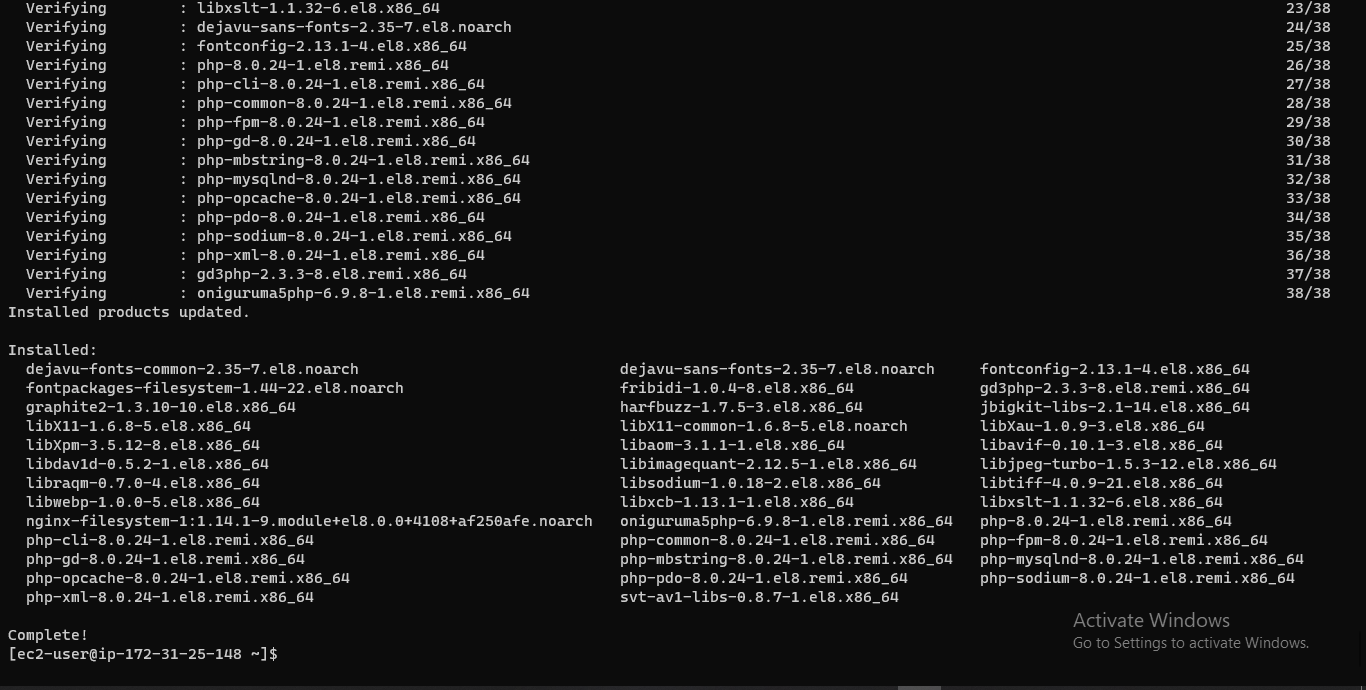 Verifying : libxslt-1.1.32-6.el8.x86_64 23/38
Verifying : dejavu-sans-fonts-2.35-7.el8.noarch 24/38
Verifying : fontconfig-2.13.1-4.el8.x86_64 25/38
Verifying : php-8.0.24-1.el8.remi.x86_64 26/38
Verifying : php-cli-8.0.24-1.el8.remi.x86_64 27/38
Verifying : php-common-8.0.24-1.el8.remi.x86_64 28/38
Verifying : php-fpm-8.0.24-1.el8.remi.x86_64 29/38
Verifying : php-gd-8.0.24-1.el8.remi.x86_64 30/38
Verifying : php-mbstring-8.0.24-1.el8.remi.x86_64 31/38
Verifying : php-mysqlnd-8.0.24-1.el8.remi.x86_64 32/38
Verifying : php-opcache-8.0.24-1.el8.remi.x86_64 33/38
Verifying : php-pdo-8.0.24-1.el8.remi.x86_64 34/38
Verifying : php-sodium-8.0.24-1.el8.remi.x86_64 35/38
Verifying : php-xml-8.0.24-1.el8.remi.x86_64 36/38
Verifying : gd3php-2.3.3-8.el8.remi.x86_64 37/38
Verifying : oniguruma5php-6.9.8-1.el8.remi.x86_64 38/38
Installed products updated.
Installed:
dejavu-fonts-common-2.35-7.el8.noarch dejavu-sans-fonts-2.35-7.el8.noarch fontconfig-2.13.1-4.el8.x86_64
fontpackages-filesystem-1.44-22.el8.noarch fribidi-1.0.4-8.el8.x86_64 gd3php-2.3.3-8.el8.remi.x86_64
graphite2-1.3.10-10.el8.x86_64 harfbuzz-1.7.5-3.el8.x86_64 jbigkit-libs-2.1-14.el8.x86_64
libX11-1.6.8-5.el8.x86_64 libX11-common-1.6.8-5.el8.noarch libXau-1.0.9-3.el8.x86_64
libXpm-3.5.12-8.el8.x86_64 libaom-3.1.1-1.el8.x86_64 libavif-0.10.1-3.el8.x86_64
libdav1d-0.5.2-1.el8.x86_64 libimagequant-2.12.5-1.el8.x86_64 libjpeg-turbo-1.5.3-12.el8.x86_64
libraqm-0.7.0-4.el8.x86_64 libsodium-1.0.18-2.el8.x86_64 libtiff-4.0.9-21.el8.x86_64
libwebp-1.0.0-5.el8.x86_64 libxcb-1.13.1-1.el8.x86_64 libxslt-1.1.32-6.el8.x86_64
nginx-filesystem-1:1.14.1-9.module+el8.0.0+4108+af250afe.noarch oniguruma5php-6.9.8-1.el8.remi.x86_64 php-8.0.24-1.el8.remi.x86_64
php-cli-8.0.24-1.el8.remi.x86_64 php-common-8.0.24-1.el8.remi.x86_64 php-fpm-8.0.24-1.el8.remi.x86_64
php-gd-8.0.24-1.el8.remi.x86_64 php-mbstring-8.0.24-1.el8.remi.x86_64 php-mysqlnd-8.0.24-1.el8.remi.x86_64
php-opcache-8.0.24-1.el8.remi.x86_64 php-pdo-8.0.24-1.el8.remi.x86_64 php-sodium-8.0.24-1.el8.remi.x86_64
php-xml-8.0.24-1.el8.remi.x86_64 svt-av1-libs-0.8.7-1.el8.x86_64
Complete!
[ec2-user@ip-172-31-25-148 ~]$
Activate Windows
Go to Settings to activate Windows.